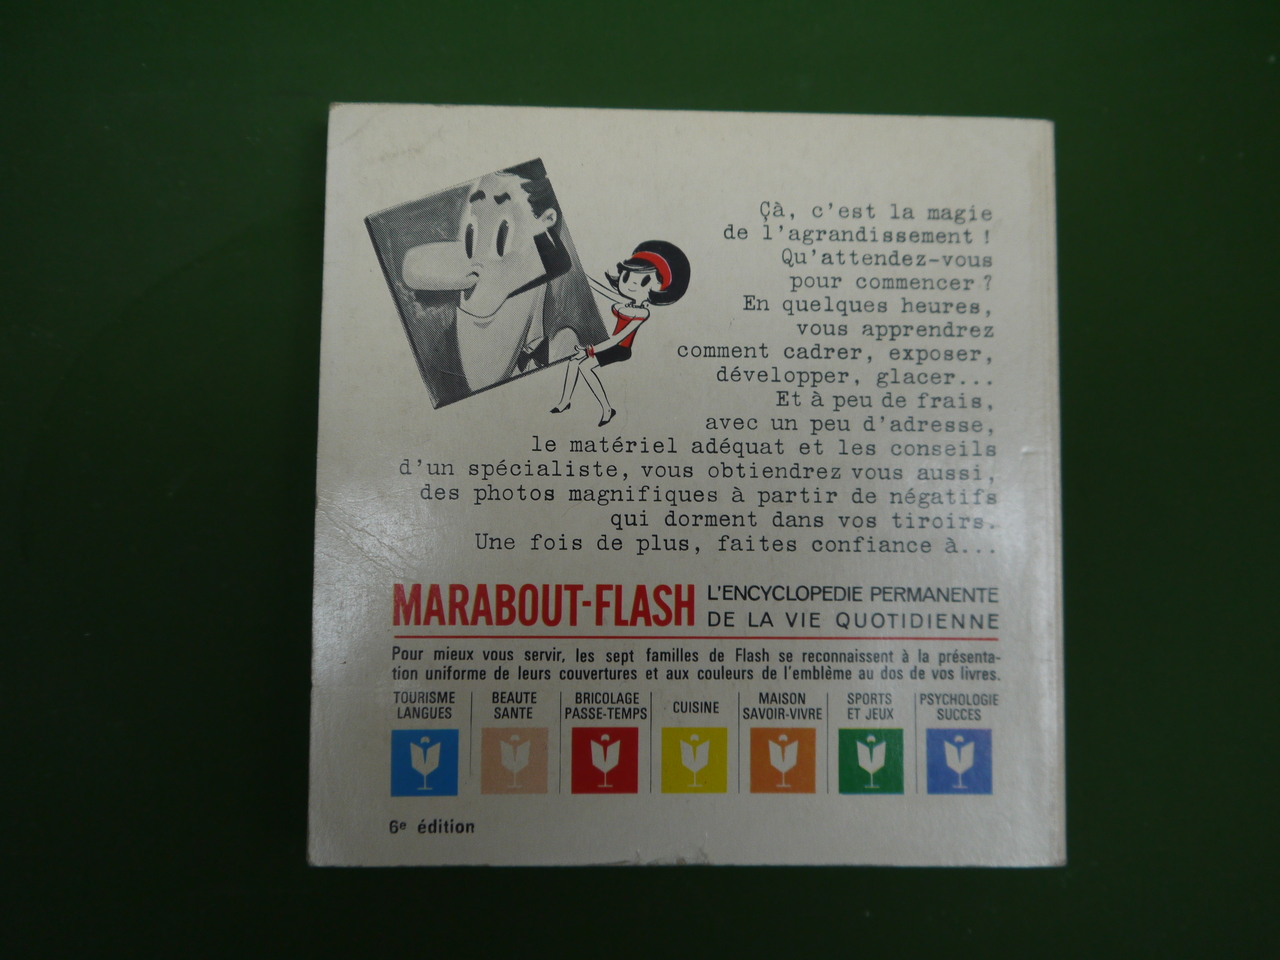 Çà, c'est la magie
de l'agrandissement !
Qu'attendez-vous
pour commencer ?
En quelques heures,
vous apprendrez
comment cadrer, exposer,
développer, glacer...
Et à peu de frais,
avec un peu d'adresse,
le matériel adéquat et les conseils
d'un spécialiste, vous obtiendrez vous aussi,
des photos magnifiques à partir de négatifs
qui dorment dans vos tiroirs.
Une fois de plus, faites confiance à...
MARABOUT-FLASH L'ENCYCLOPEDIE PERMANENTE
DE LA VIE QUOTIDIENNE
Pour mieux vous servir, les sept familles de Flash se reconnaissent à la présenta-
tion uniforme de leurs couvertures et aux couleurs de l'emblème au dos de vos livres.
TOURISME
LANGUES
BEAUTE
SANTE
BRICOLAGE
PASSE-TEMPS
CUISINE
MAISON
SAVOIR-VIVRE
SPORTS
ET JEUX
PSYCHOLOGIE
SUCCES
6e édition